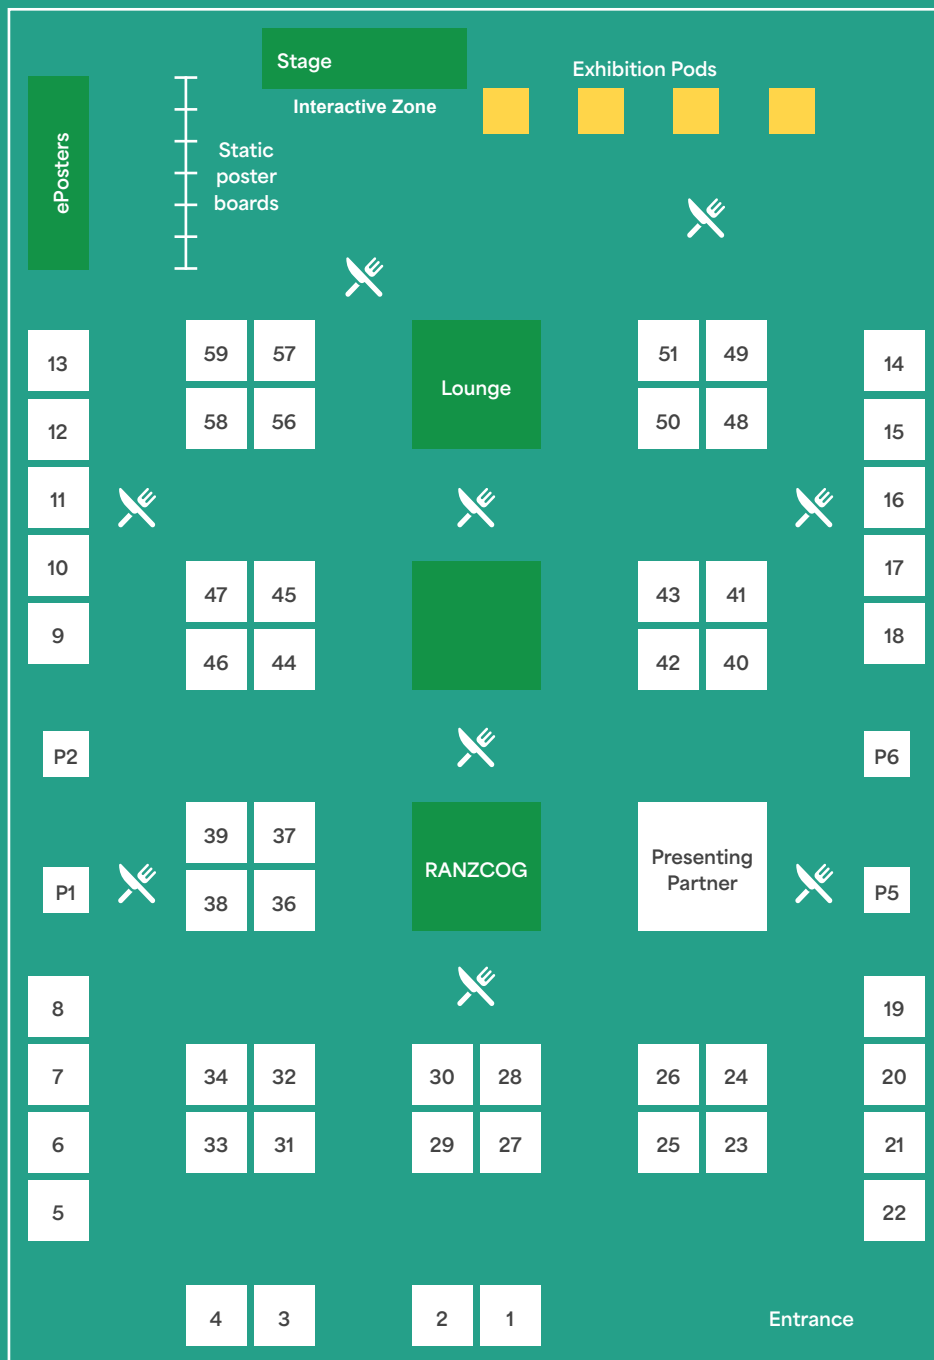 Stage
Exhibition Pods
Interactive Zone
ePosters
Static
poster
boards
13
59 57
Lounge
51 49
14
12
58 56
50 48
15
11
16
10
47 45
43 41
17
9
46 44
42 40
18
P2
P6
39 37
RANZCOG
Presenting
Partner
P1
38 36
P5
8
19
7
34 32
30 28
26 24
20
6
33 31
29 27
25 23
21
5
22
4 3
2 1
Entrance